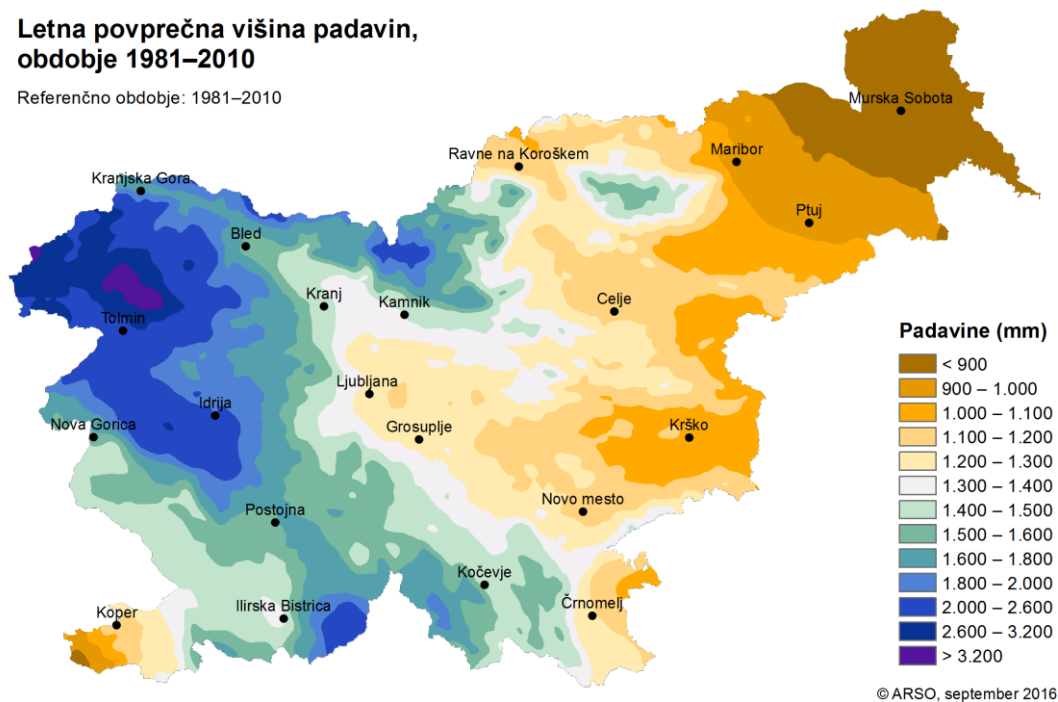 Letna povprečna višina padavin,
obdobje 1981–2010
Referenčno obdobje: 1981–2010
Murska Sobota
Maribor
Ravne na Koroškem
Kranjska Gora
Ptuj
Bled
Kranj
Kamnik
Celje
Tolmin
Ljubljana
Idrija
Grosuplje
Krško
Nova Gorica
Novo mesto
Postojna
Kočevje
Koper
Ilirska Bistrica
Črnomelj
Padavine (mm)
< 900
900 – 1.000
1.000 – 1.100
1.100 – 1.200
1.200 – 1.300
1.300 – 1.400
1.400 – 1.500
1.500 – 1.600
1.600 – 1.800
1.800 – 2.000
2.000 – 2.600
2.600 – 3.200
> 3.200
© ARSO, september 2016